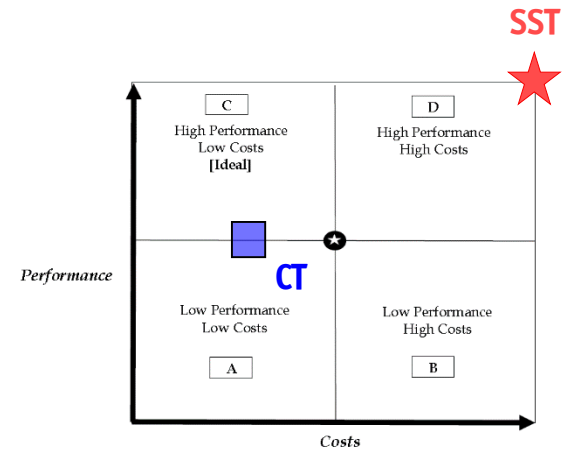 SST
C
High Performance
Low Costs
[Ideal]
D
High Performance
High Costs
Performance
CT
Low Performance
Low Costs
A
Low Performance
High Costs
B
Costs